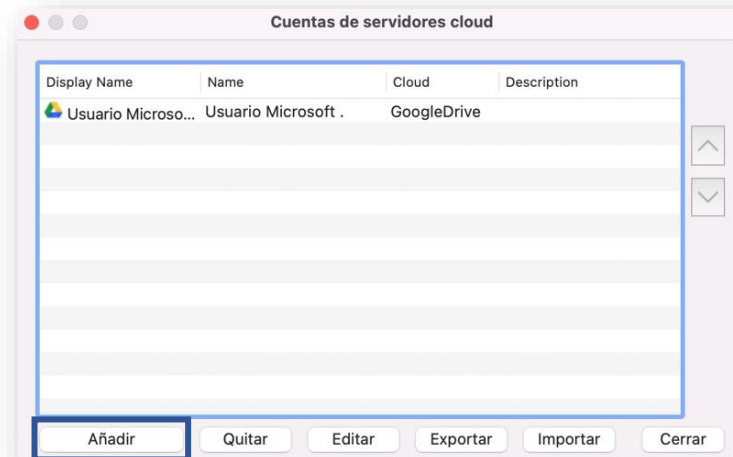 Cuentas de servidores cloud
Display Name Name Cloud Description
Usuario Microso... Usuario Microsoft . GoogleDrive
Añadir Quitar Editar Exportar Importar Cerrar